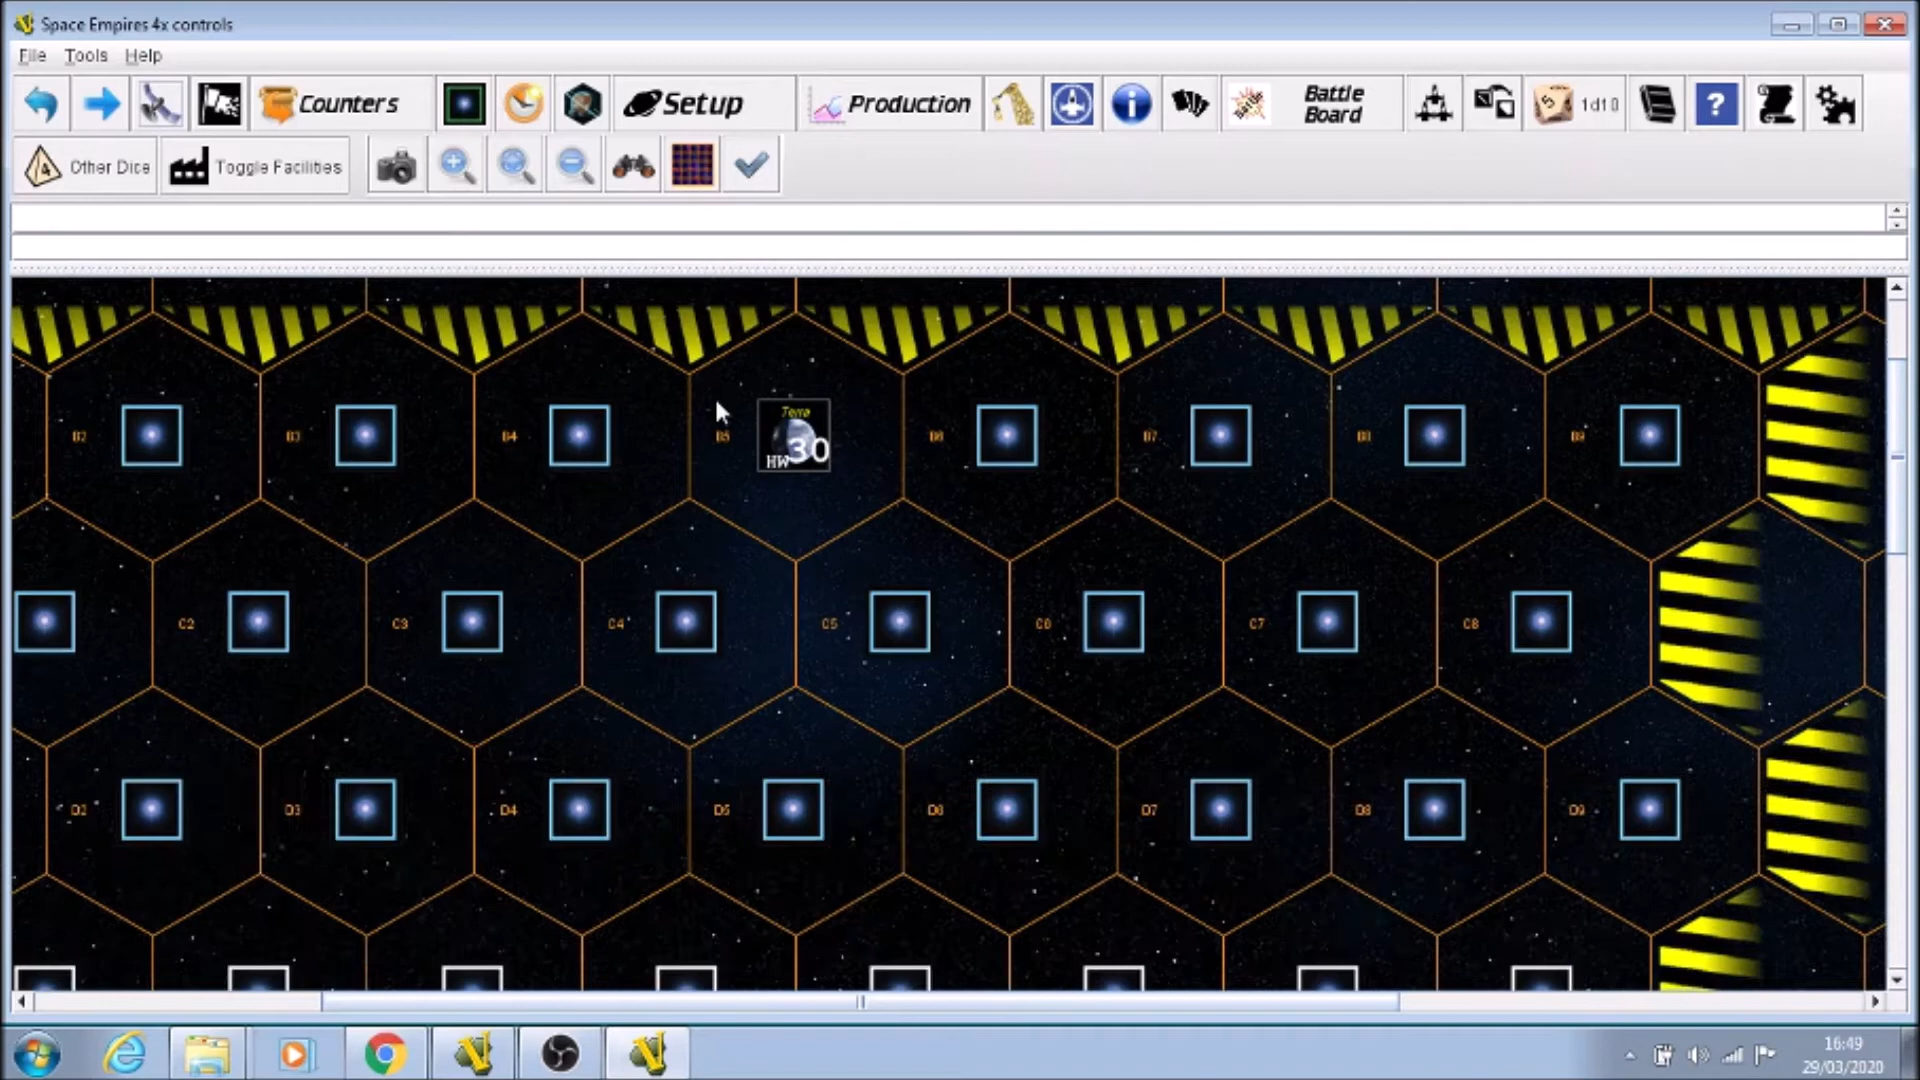 Space Empires 4x controls
File Tools Help
Counters Setup Production Battle Board 1d10
Other Dice Toggle Facilities
Terra
B2 B3 B4 B5 30 B6 B7 B8 B9
HW
C2 C3 C4 C5 C6 C7 C8
D2 D3 D4 D5 D6 D7 D8 D9
16:49
29/03/2020